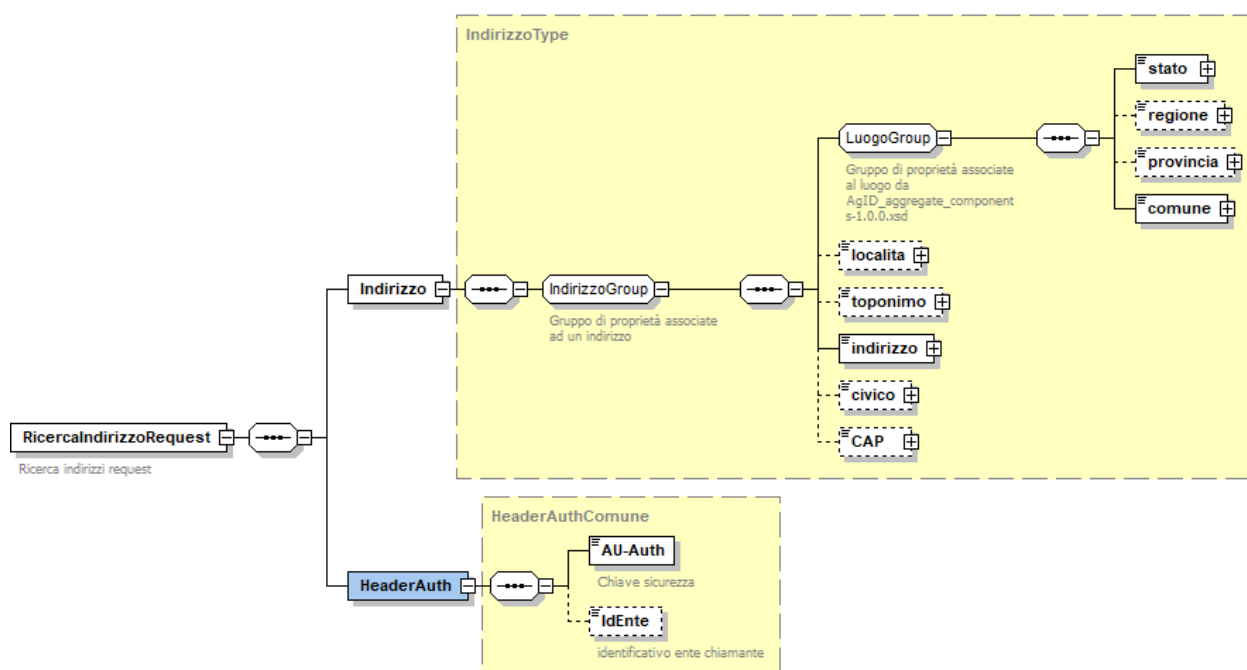 IndirizzoType
stato
regione
LuogoGroup
Gruppo di proprietà associate
al luogo da
AgID_aggregate_component
s-1.0.0.xsd
provincia
comune
localita
Indirizzo
IndirizzoGroup
Gruppo di proprietà associate
ad un indirizzo
toponimo
indirizzo
civico
CAP
RicercaIndirizzoRequest
Ricerca indirizzi request
HeaderAuthComune
HeaderAuth
AU-Auth
Chiave sicurezza
IdEnte
identificativo ente chiamante